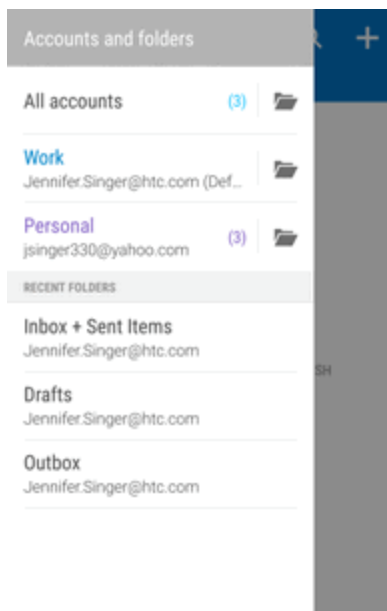 Accounts and folders
All accounts (3)
Work
Jennifer.Singer@htc.com (Def...
Personal (3)
jsinger330@yahoo.com
RECENT FOLDERS
Inbox + Sent Items
Jennifer.Singer@htc.com
Drafts
Jennifer.Singer@htc.com
Outbox
Jennifer.Singer@htc.com
SH